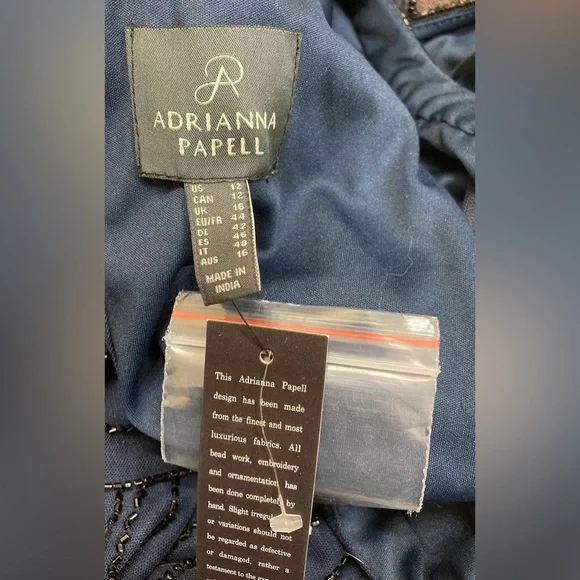 ADRIANNA
PAPELL
US 12
CAN 12
UK 16
EU/FR 44
DE 42
ES 46
IT 48
AUS 16
MADE IN
INDIA
This Adrianna Papell
design has been made
from the finest and most
luxurious fabrics. All
bead work, embroidery
and ornamentation has
been done completely by
hand. Slight
or variations should not
be regarded as defective
or damaged, rather a
testament to the